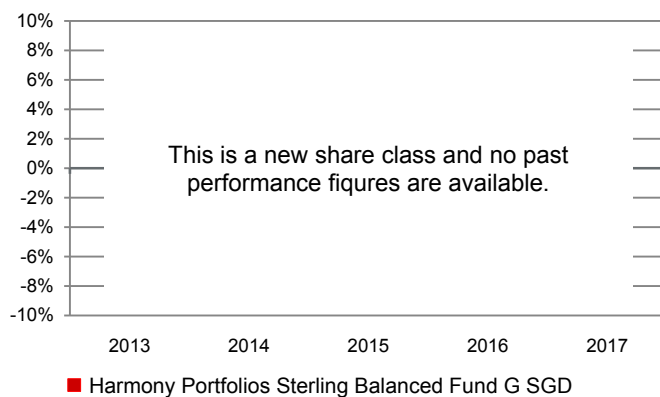 10%
8%
6%
4%
2%
0%
-2%
-4%
-6%
-8%
-10%
This is a new share class and no past
performance fiqures are available.
2013 2014 2015 2016 2017
Harmony Portfolios Sterling Balanced Fund G SGD